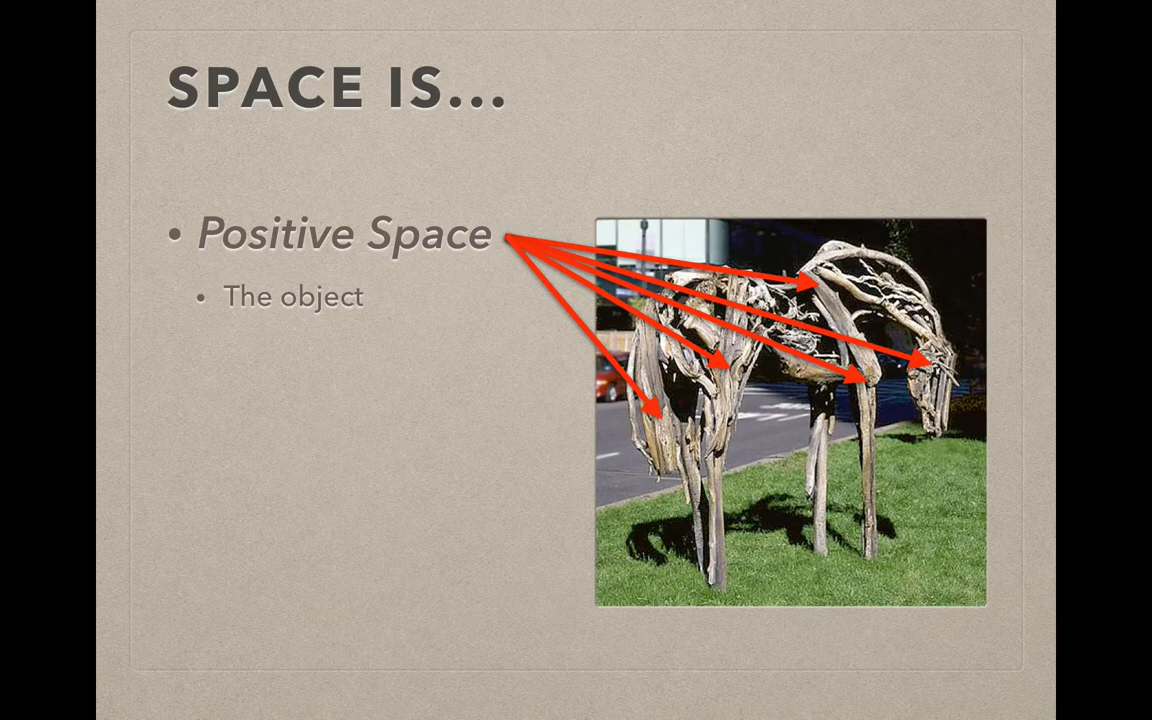 SPACE IS...
• Positive Space
• The object